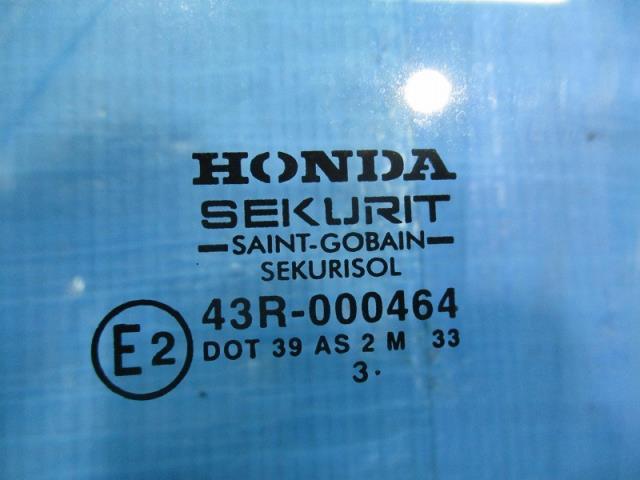 HONDA
SEKURIT
SAINT-GOBAIN
SEKURISOL
E2 43R-000464
DOT 39 AS 2 M 33
3.